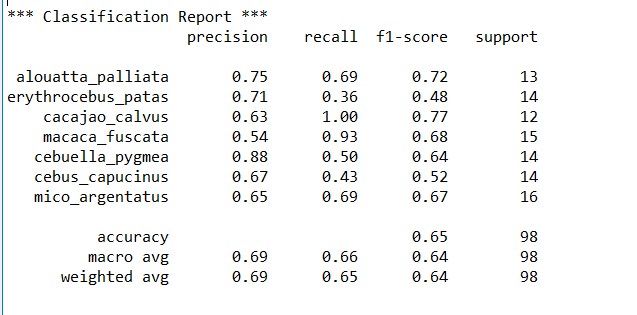 *** Classification Report ***
precision recall f1-score support
alouatta_palliata 0.75 0.69 0.72 13
erythrocebus_patas 0.71 0.36 0.48 14
cacajao_calvus 0.63 1.00 0.77 12
macaca_fuscata 0.54 0.93 0.68 15
cebuella_pygmea 0.88 0.50 0.64 14
cebus_capucinus 0.67 0.43 0.52 14
mico_argentatus 0.65 0.69 0.67 16
accuracy 0.65 98
macro avg 0.69 0.66 0.64 98
weighted avg 0.69 0.65 0.64 98